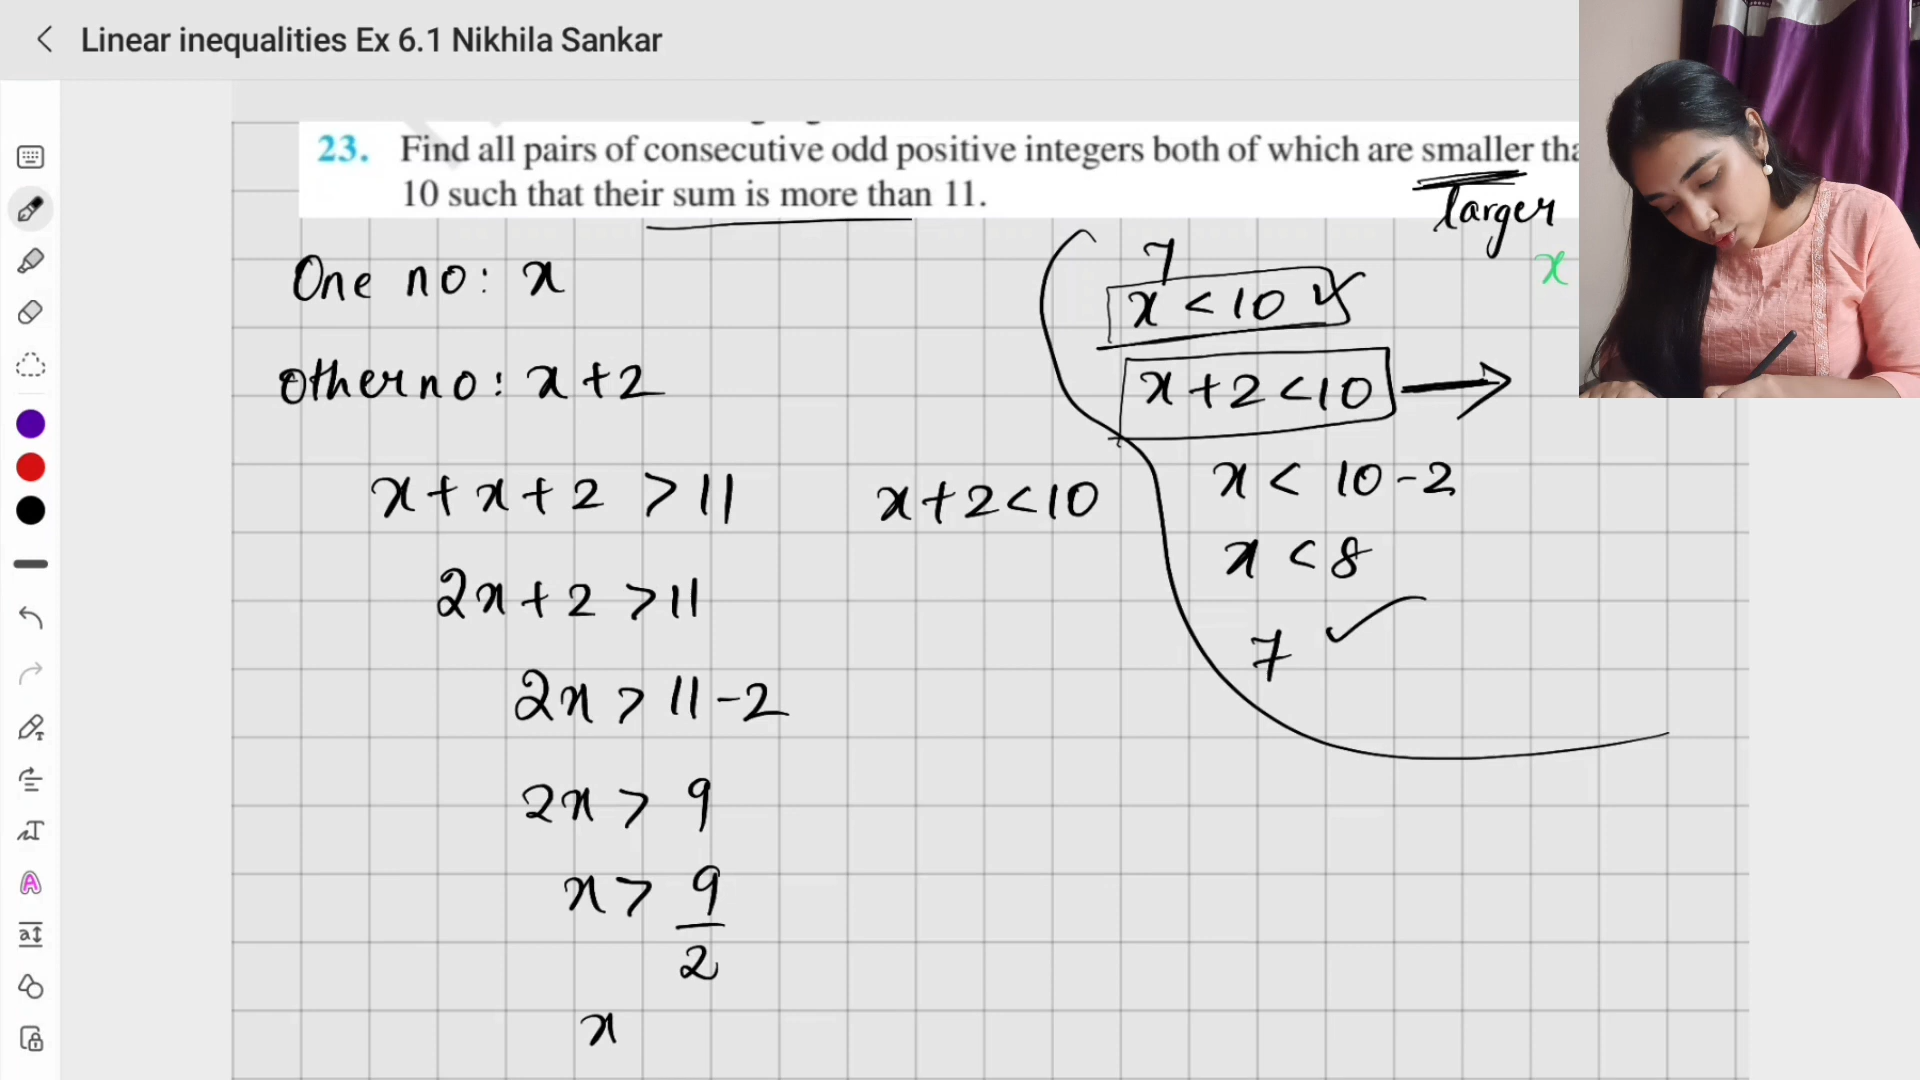 Linear inequalities Ex 6.1 Nikhila Sankar
23. Find all pairs of consecutive odd positive integers both of which are smaller
10 such that their sum is more than 11.
larger
x
One no: x
Other no: x+2
x+x+2 >11
2x+2 >11
2x > 11-2
2x > 9
x > 9/2
x
x+2<10
7
x <10
x+2<10
x < 10-2
x <8
7